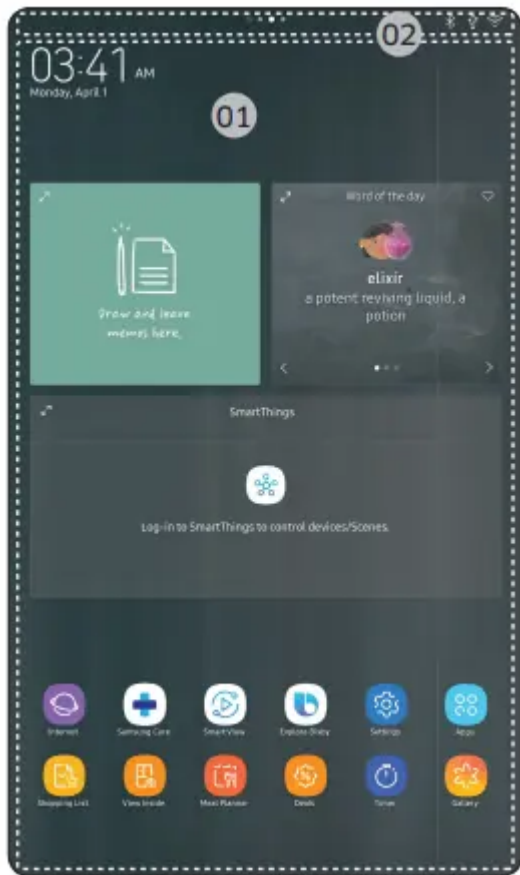 02
03:41 AM
Monday, April 1
01
Draw and leave
memos here.
Word of the day
elixir
a potent reviving liquid, a
potion
SmartThings
Log-in to SmartThings to control devices/Scenes.
Internet
Samsung Care
SmartView
Explore Bixby
Settings
Apps
Shopping List
View Inside
Meal Planner
Deals
Timer
Gallery